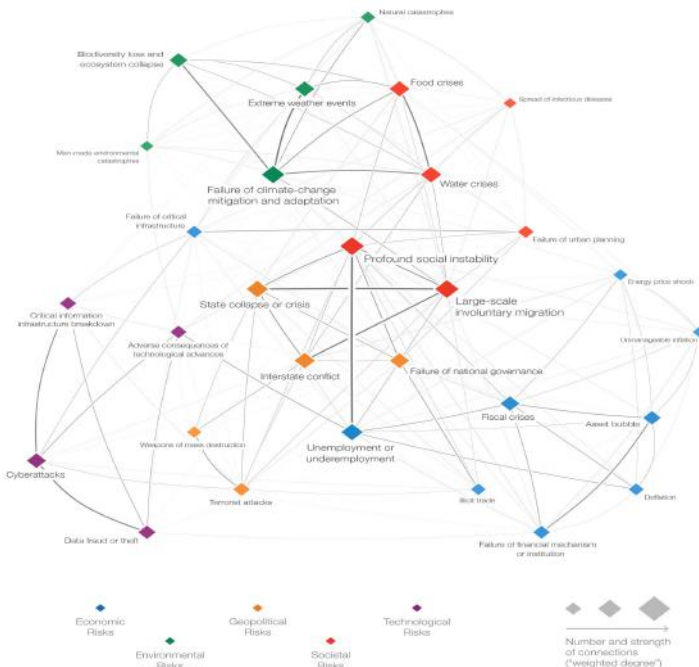 Natural catastrophes
Biodiversity loss and
ecosystem collapse
Food crises
Extreme weather events
Spread of infectious diseases
Man-made environmental
catastrophes
Water crises
Failure of climate-change
mitigation and adaptation
Failure of critical
infrastructure
Failure of urban planning
Profound social instability
Energy price shock
State collapse or crisis
Large-scale
involuntary migration
Critical information
infrastructure breakdown
Adverse consequences of
technological advances
Unmanageable inflation
Interstate conflict
Failure of national governance
Fiscal crises
Asset bubble
Weapons of mass destruction
Unemployment or
underemployment
Cyberattacks
Terrorist attacks
Illicit trade
Deflation
Data fraud or theft
Failure of financial mechanism
or institution
Economic
Risks
Geopolitical
Risks
Technological
Risks
Environmental
Risks
Societal
Risks
Number and strength
of connections
("weighted degree")